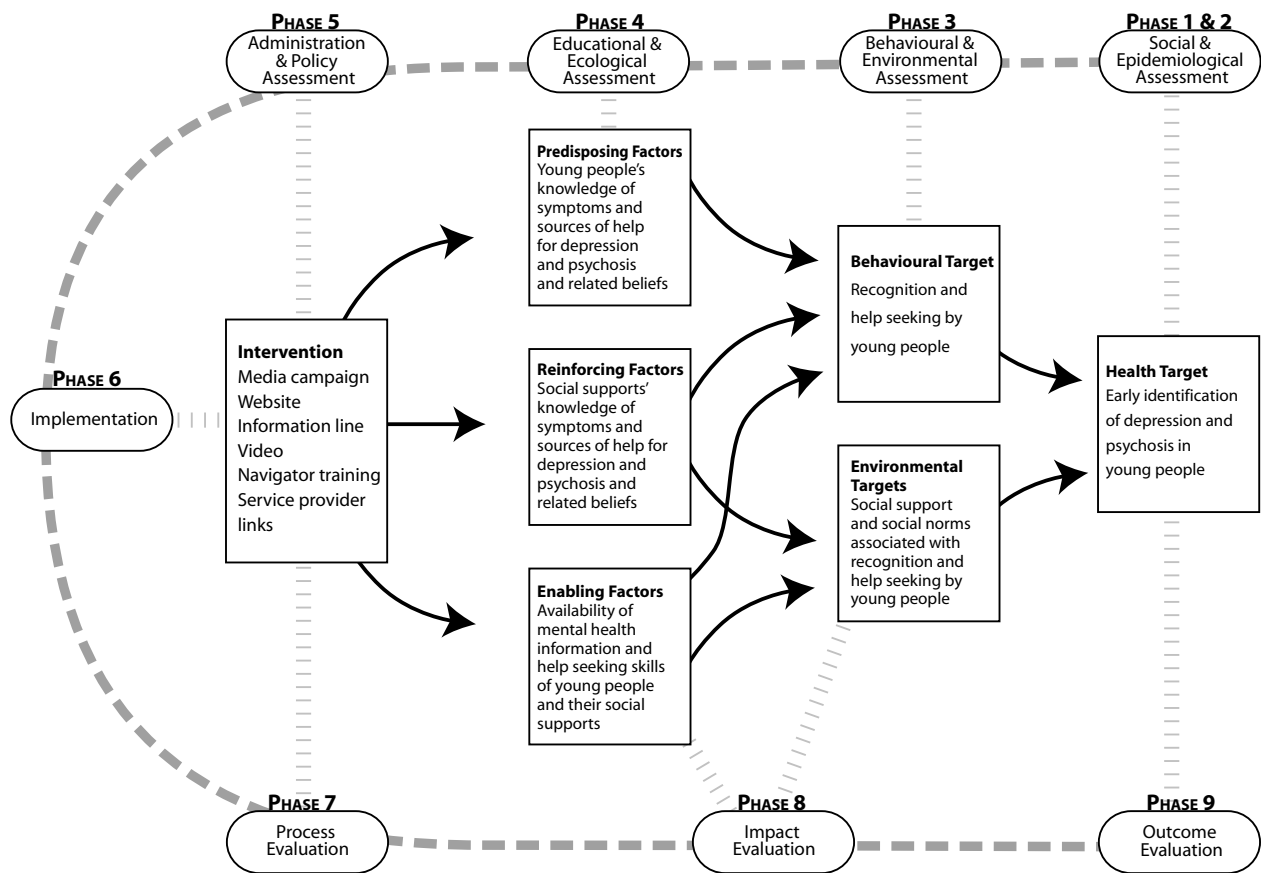 PHASE 5
Administration
& Policy
Assessment
PHASE 4
Educational &
Ecological
Assessment
PHASE 3
Behavioural &
Environmental
Assessment
PHASE 1 & 2
Social &
Epidemiological
Assessment
Predisposing Factors
Young people’s
knowledge of
symptoms and
sources of help
for depression
and psychosis
and related beliefs
Behavioural Target
Recognition and
help seeking by
young people
Intervention
Media campaign
Website
Information line
Video
Navigator training
Service provider
links
Reinforcing Factors
Social supports’
knowledge of
symptoms and
sources of help for
depression and
psychosis and
related beliefs
Health Target
Early identification
of depression and
psychosis in
young people
PHASE 6
Implementation
Environmental
Targets
Social support
and social norms
associated with
recognition and
help seeking by
young people
Enabling Factors
Availability of
mental health
information and
help seeking skills
of young people
and their social
supports
PHASE 7
Process
Evaluation
PHASE 8
Impact
Evaluation
PHASE 9
Outcome
Evaluation